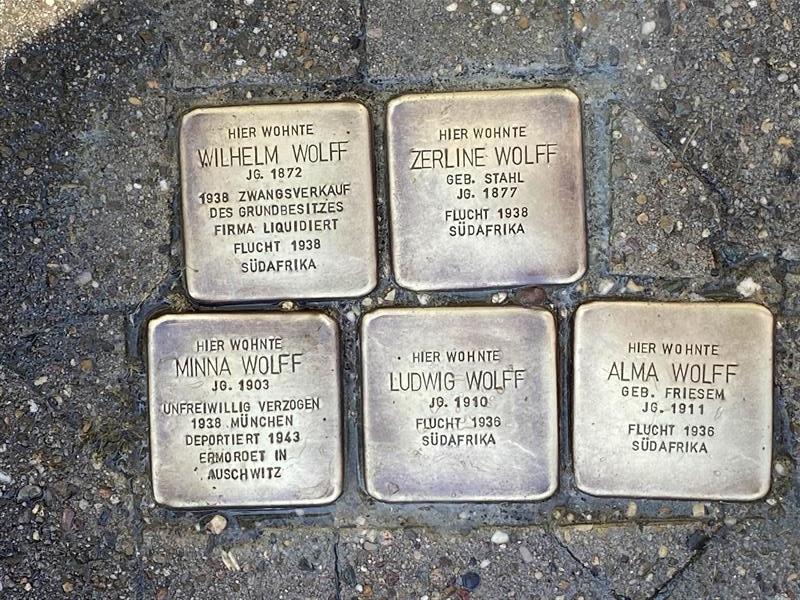 HIER WOHNTE
WILHELM WOLFF
JG. 1872
1938 ZWANGSVERKAUF
DES GRUNDBESITZES
FIRMA LIQUIDIERT
FLUCHT 1938
SÜDAFRIKA
HIER WOHNTE
ZERLINE WOLFF
GEB. STAHL
JG. 1877
FLUCHT 1938
SÜDAFRIKA
HIER WOHNTE
MINNA WOLFF
JG. 1903
UNFREIWILLIG VERZOGEN
1938 MÜNCHEN
DEPORTIERT 1943
ERMORDET IN
AUSCHWITZ
HIER WOHNTE
LUDWIG WOLFF
JG. 1910
FLUCHT 1936
SÜDAFRIKA
HIER WOHNTE
ALMA WOLFF
GEB. FRIESEM
JG. 1911
FLUCHT 1936
SÜDAFRIKA